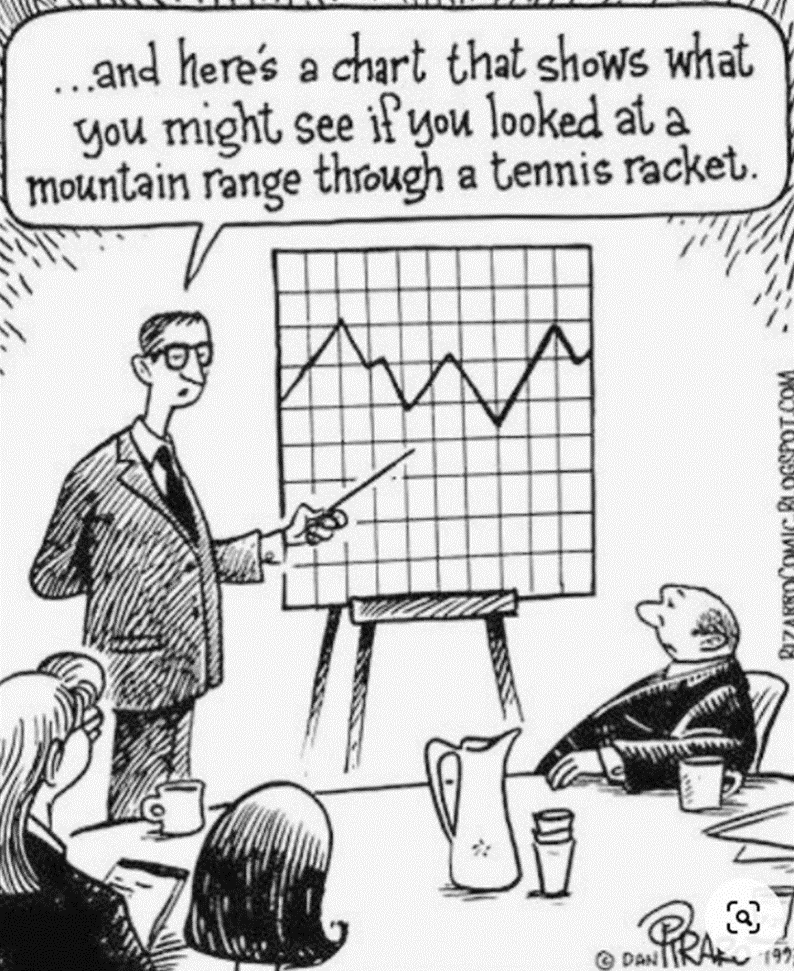 ...and here's a chart that shows what
you might see if you looked at a
mountain range through a tennis racket.
BIZARROCOMIC.BLOGSPOT.COM
© DAN PIRARO